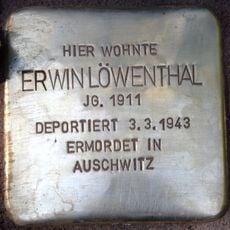 HIER WOHNTE
ERWIN LÖWENTHAL
JG. 1911
DEPORTIERT 3.3.1943
ERMORDET IN
AUSCHWITZ